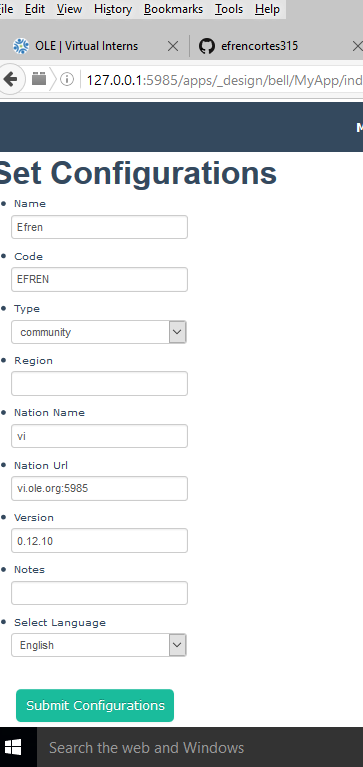 File Edit View History Bookmarks Tools Help
OLE | Virtual Interns
efrencortes315
127.0.0.1:5985/apps/_design/bell/MyApp/ind
M
Set Configurations
Name
Efren
Code
EFREN
Type
community
Region
Nation Name
vi
Nation Url
vi.ole.org:5985
Version
0.12.10
Notes
Select Language
English
Submit Configurations
Search the web and Windows